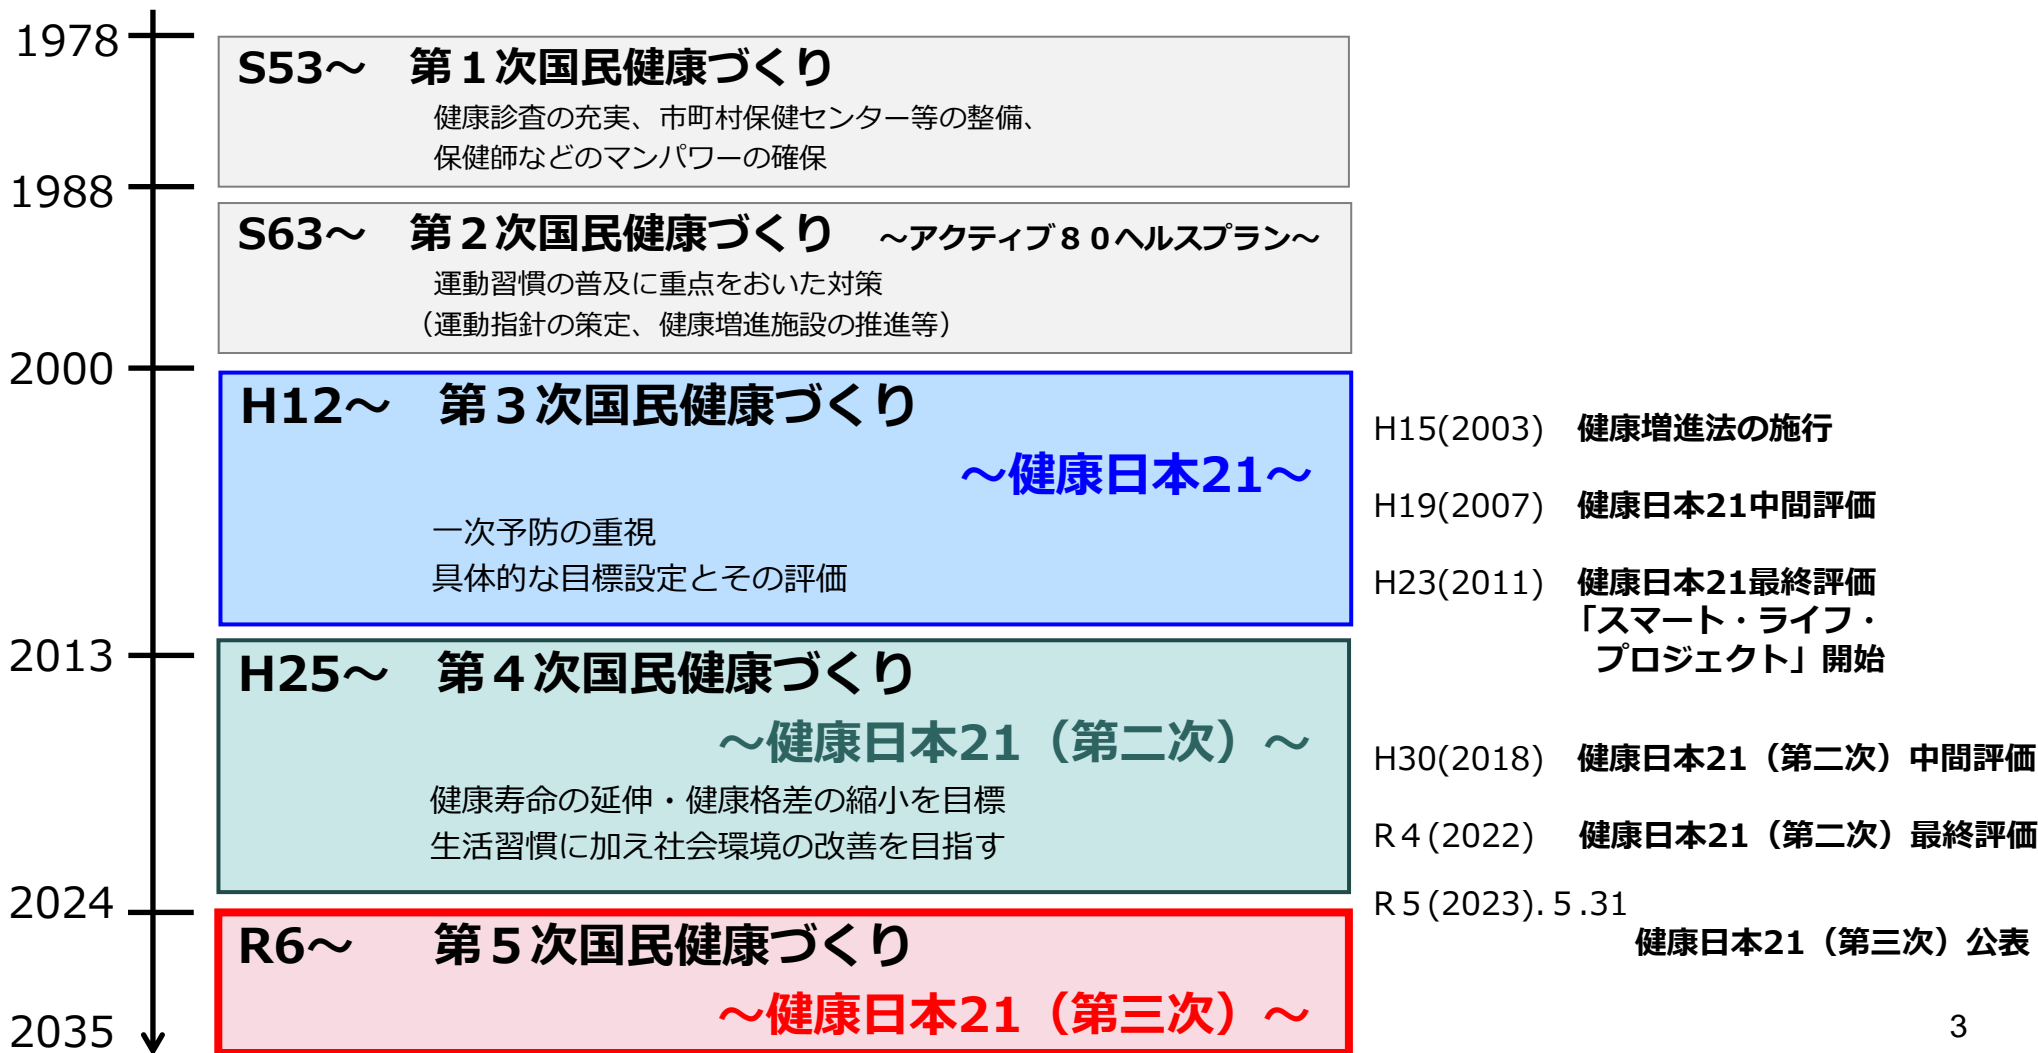 1978
S53～　第１次国民健康づくり
健康診査の充実、市町村保健センター等の整備、
保健師などのマンパワーの確保
1988
S63～　第２次国民健康づくり　～アクティブ８０ヘルスプラン～
運動習慣の普及に重点をおいた対策
（運動指針の策定、健康増進施設の推進等）
2000
H12～　第３次国民健康づくり
～健康日本21～
一次予防の重視
具体的な目標設定とその評価
H15(2003)　健康増進法の施行
H19(2007)　健康日本21中間評価
H23(2011)　健康日本21最終評価
「スマート・ライフ・
プロジェクト」開始
2013
H25～　第４次国民健康づくり
～健康日本21（第二次）～
健康寿命の延伸・健康格差の縮小を目標
生活習慣に加え社会環境の改善を目指す
H30(2018)　健康日本21（第二次）中間評価
R４(2022)　健康日本21（第二次）最終評価
2024
R５(2023).５.31
健康日本21（第三次）公表
R6～　第５次国民健康づくり
～健康日本21（第三次）～
2035
3